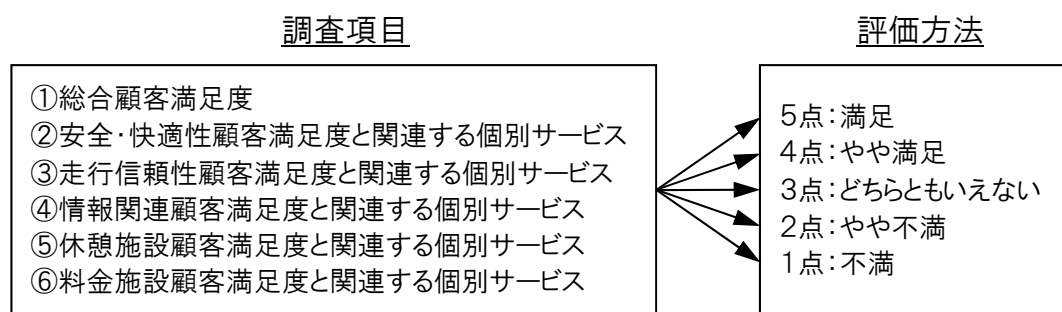 調査項目
評価方法
①総合顧客満足度
②安全・快適性顧客満足度と関連する個別サービス
③走行信頼性顧客満足度と関連する個別サービス
④情報関連顧客満足度と関連する個別サービス
⑤休憩施設顧客満足度と関連する個別サービス
⑥料金施設顧客満足度と関連する個別サービス
5点：満足
4点：やや満足
3点：どちらともいえない
2点：やや不満
1点：不満